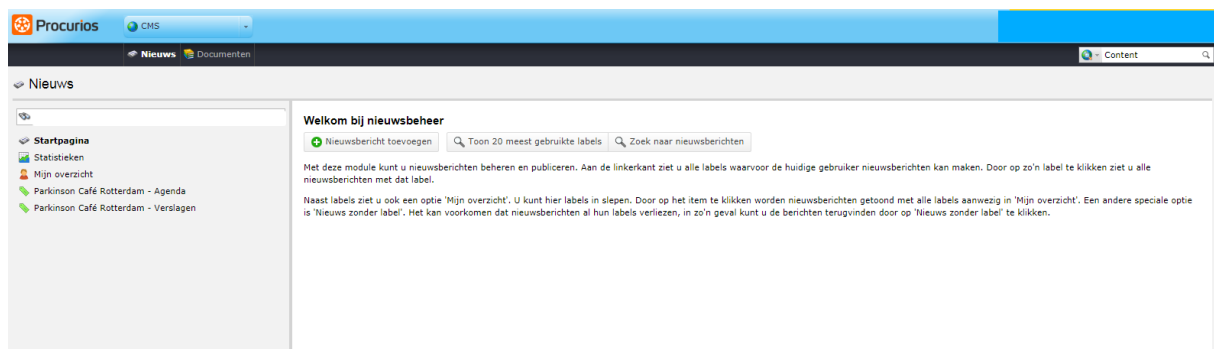 Procurios
CMS
Nieuws Documenten
Content
Nieuws
Startpagina
Statistieken
Mijn overzicht
Parkinson Café Rotterdam - Agenda
Parkinson Café Rotterdam - Verslagen
Welkom bij nieuwsbeheer
Nieuwsbericht toevoegen Toon 20 meest gebruikte labels Zoek naar nieuwsberichten
Met deze module kunt u nieuwsberichten beheren en publiceren. Aan de linkerkant ziet u alle labels waarvoor de huidige gebruiker nieuwsberichten kan maken. Door op zo'n label te klikken ziet u alle
nieuwsberichten met dat label.
Naast labels ziet u ook een optie 'Mijn overzicht'. U kunt hier labels in slepen. Door op het item te klikken worden nieuwsberichten getoond met alle labels aanwezig in 'Mijn overzicht'. Een andere speciale optie
is 'Nieuws zonder label'. Het kan voorkomen dat nieuwsberichten al hun labels verliezen, in zo'n geval kunt u de berichten terugvinden door op 'Nieuws zonder label' te klikken.